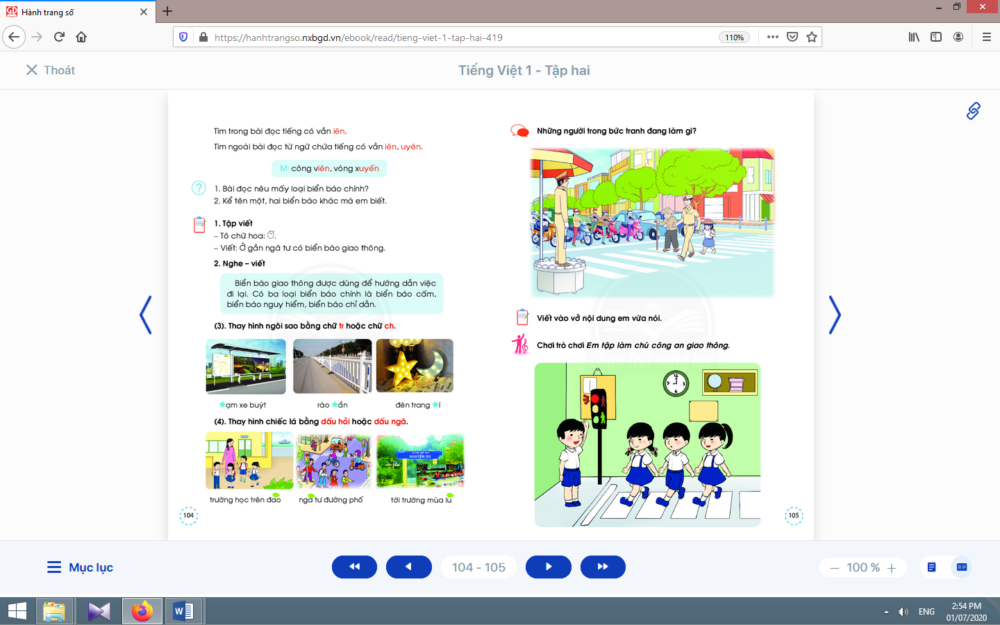 Hành trang số
https://hanhtrangso.nxbgd.vn/ebook/read/tieng-viet-1-tap-hai-419
110%
Thoát
Tiếng Việt 1 - Tập hai
Tìm trong bài đọc tiếng có vần iên.
Tìm ngoài bài đọc từ ngữ chứa tiếng có vần iên, uyên.
M: công viên, vòng xuyến
?
1. Bài đọc nêu mấy loại biển báo chính?
2. Kể tên một, hai biển báo khác mà em biết.
1. Tập viết
– Tô chữ hoa:
– Viết: Ở gần ngã tư có biển báo giao thông.
2. Nghe – viết
Biển báo giao thông được dùng để hướng dẫn việc
đi lại. Có ba loại biển báo chính là biển báo cấm,
biển báo nguy hiểm, biển báo chỉ dẫn.
(3). Thay hình ngôi sao bằng chữ tr hoặc chữ ch.
ạm xe buýt
rào ắn
đèn trang í
(4). Thay hình chiếc lá bằng dấu hỏi hoặc dấu ngã.
NGUYỄN DU
trường học trên đao
nga tư đường phố
tới trường mùa lu
104
Những người trong bức tranh đang làm gì?
Viết vào vở nội dung em vừa nói.
Chơi trò chơi Em tập làm chú công an giao thông.
Chân trời sáng tạo
12
9
3
6
105
Mục lục
104 - 105
100 %
ENG
2:54 PM
01/07/2020